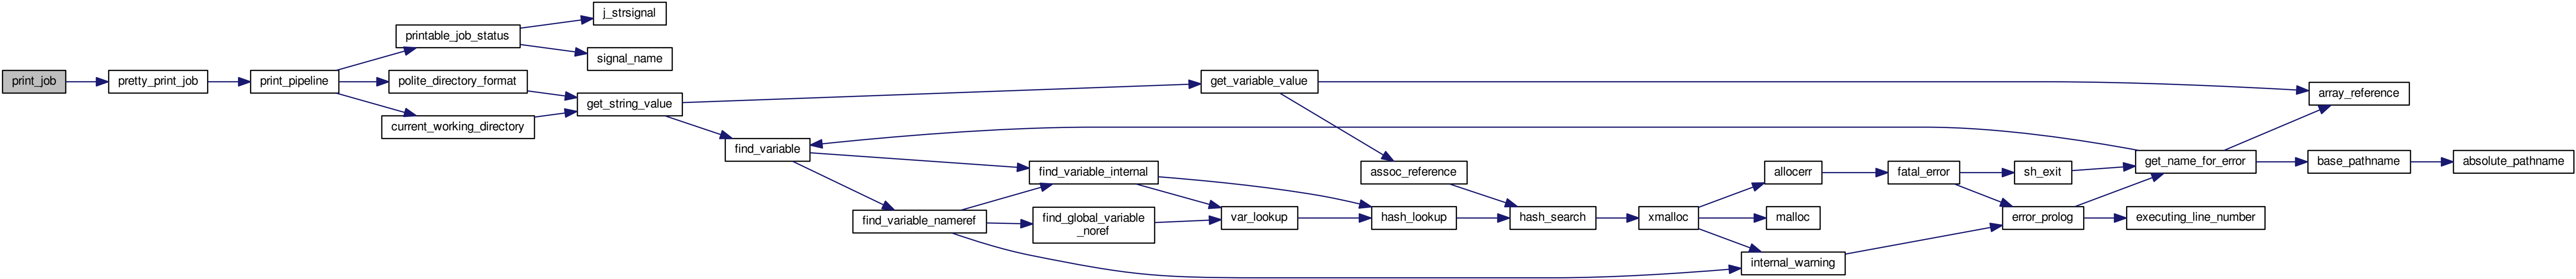 print_job
pretty_print_job
print_pipeline
printable_job_status
j_strsignal
signal_name
polite_directory_format
current_working_directory
get_string_value
get_variable_value
find_variable
find_variable_internal
find_variable_nameref
find_global_variable
_noref
var_lookup
assoc_reference
hash_lookup
hash_search
xmalloc
allocerr
malloc
internal_warning
fatal_error
sh_exit
error_prolog
get_name_for_error
executing_line_number
array_reference
base_pathname
absolute_pathname